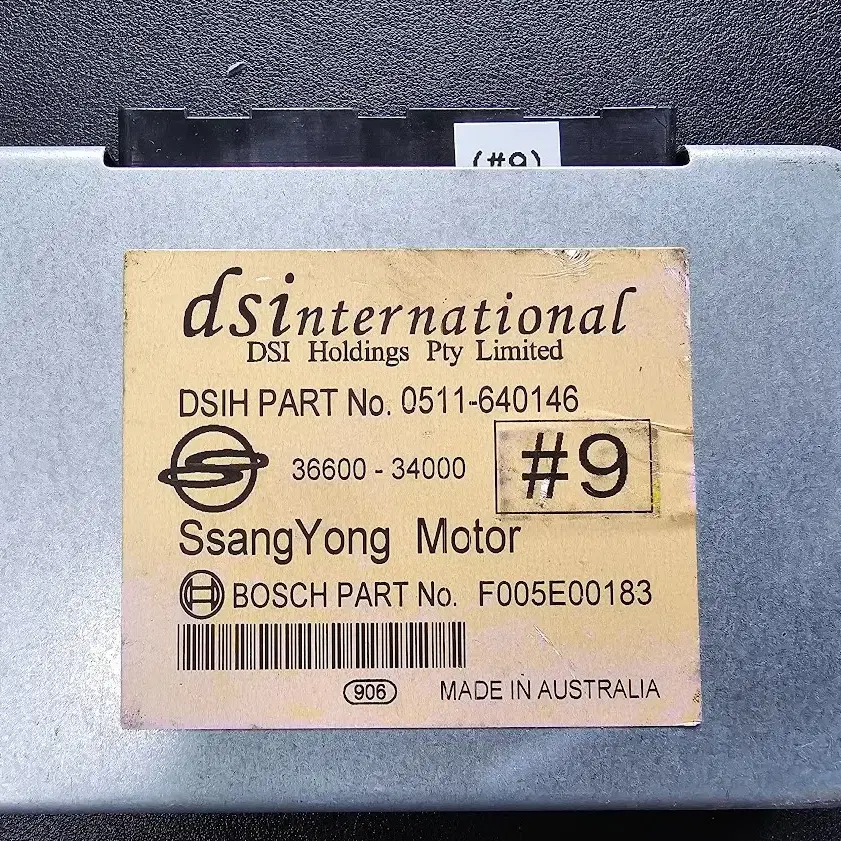 (#9)
dsinternational
DSI Holdings Pty Limited
DSIH PART No. 0511-640146
36600 - 34000
#9
SsangYong Motor
BOSCH PART No. F005E00183
906
MADE IN AUSTRALIA